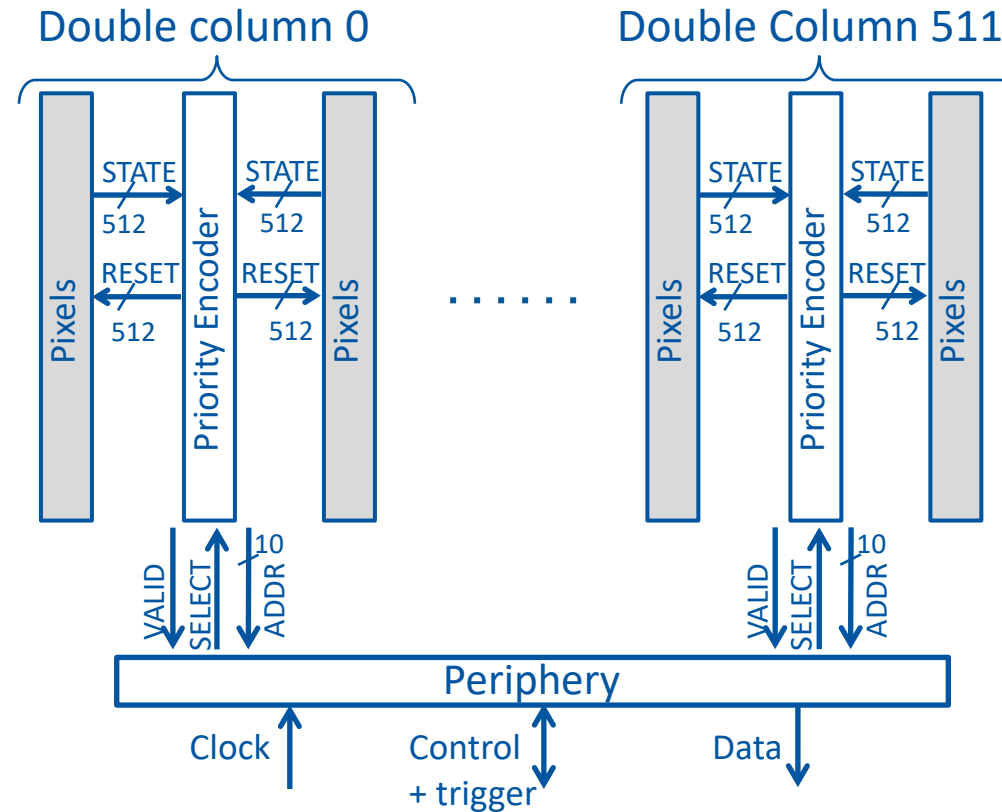 Double column 0
Double Column 511
STATE
STATE
STATE
STATE
512
512
512
512
RESET
RESET
RESET
RESET
512
512
512
512
Pixels
Priority Encoder
Pixels
......
Pixels
Priority Encoder
Pixels
10
10
VALID
SELECT
ADDR
VALID
SELECT
ADDR
Periphery
Clock
Control
+ trigger
Data